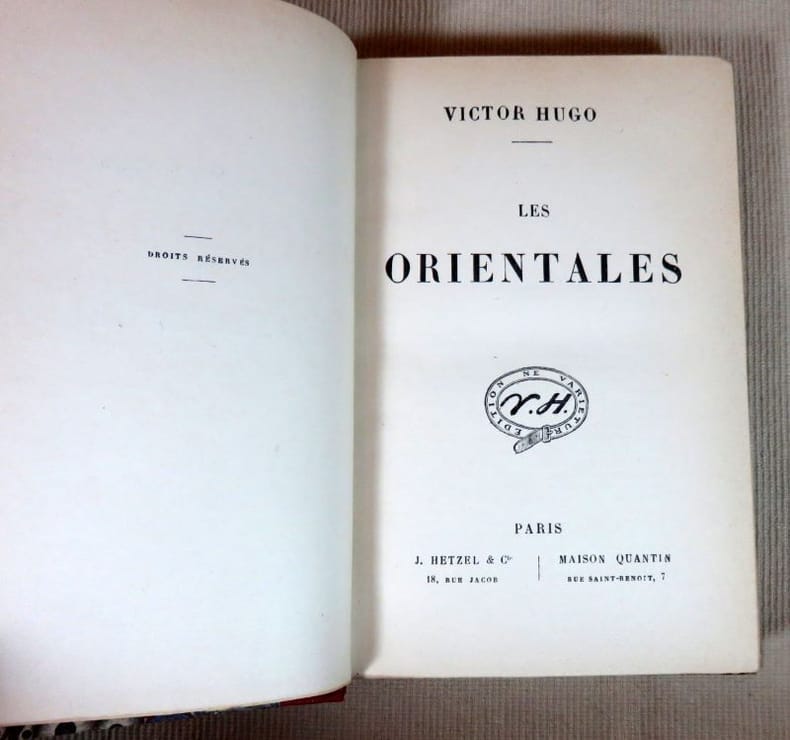 DROITS RÉSERVÉS
VICTOR HUGO
LES
ORIENTALES
EDITION NE VARIETUR
V.H.
PARIS
J. HETZEL & Cie
18, RUE JACOB
MAISON QUANTIN
RUE SAINT-BENOIT, 7